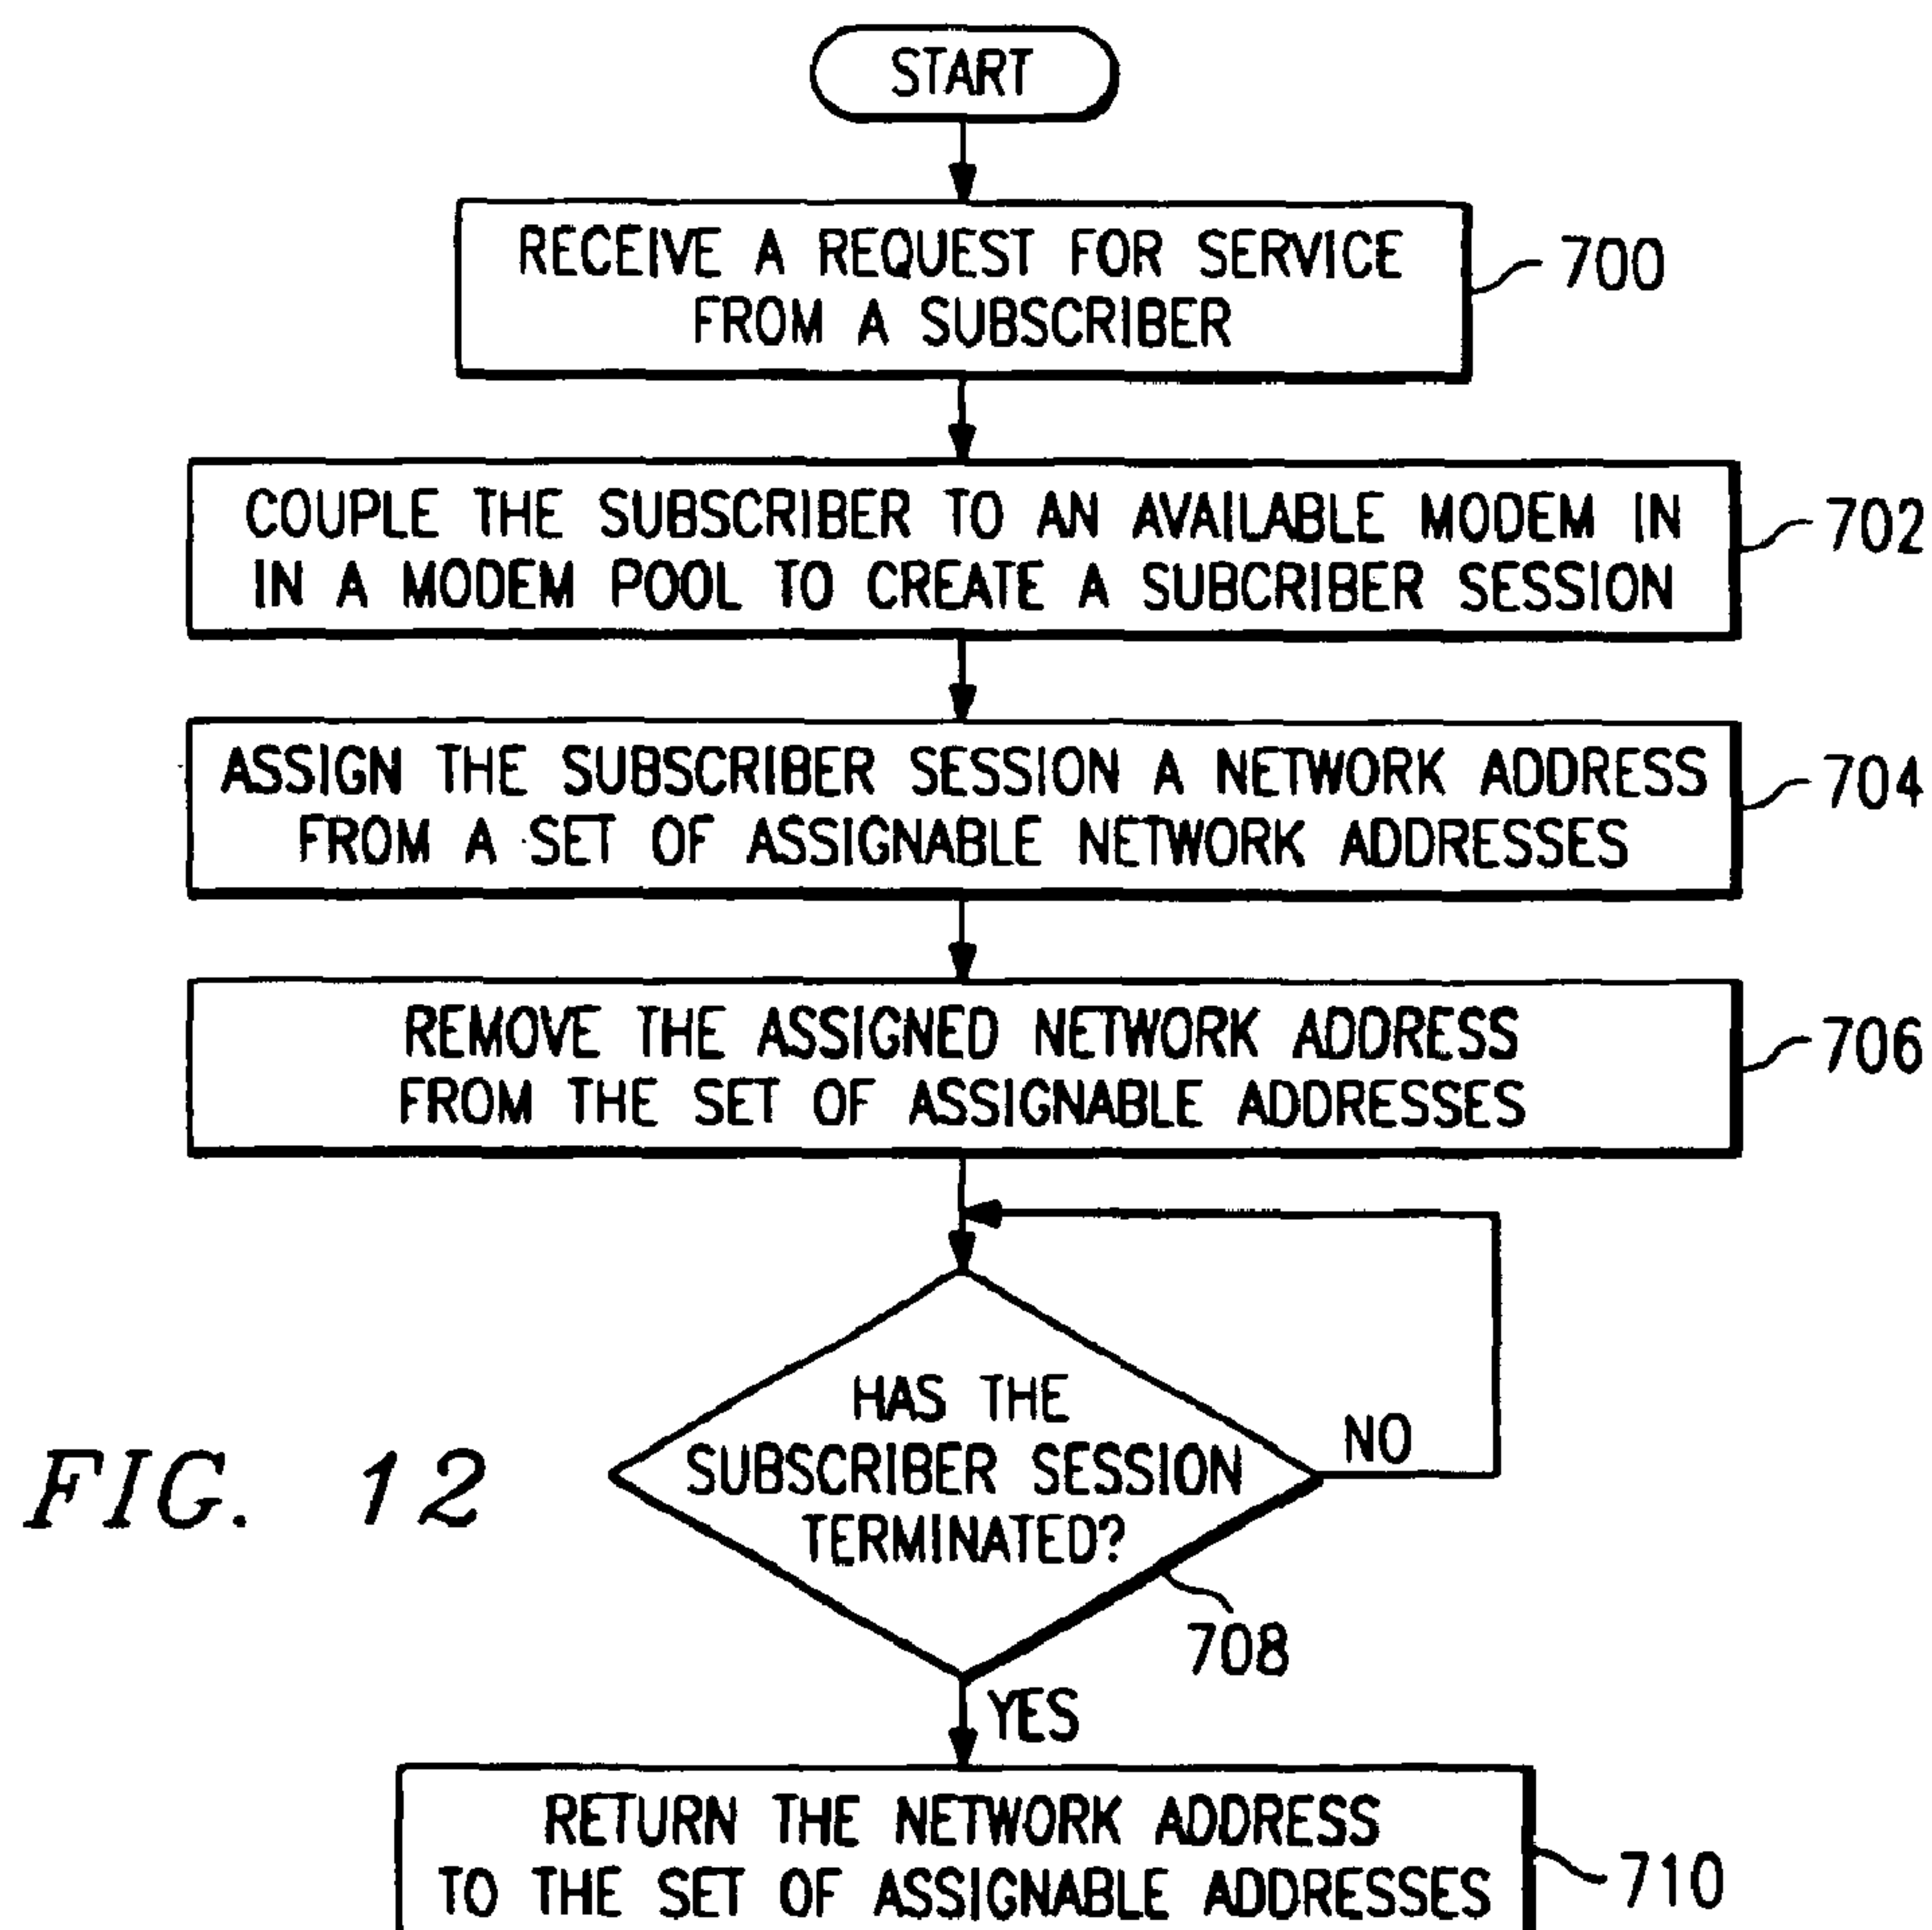 START
RECEIVE A REQUEST FOR SERVICE
FROM A SUBSCRIBER
700
COUPLE THE SUBSCRIBER TO AN AVAILABLE MODEM IN
IN A MODEM POOL TO CREATE A SUBCRIBER SESSION
702
ASSIGN THE SUBSCRIBER SESSION A NETWORK ADDRESS
FROM A SET OF ASSIGNABLE NETWORK ADDRESSES
704
REMOVE THE ASSIGNED NETWORK ADDRESS
FROM THE SET OF ASSIGNABLE ADDRESSES
706
HAS THE
SUBSCRIBER SESSION
TERMINATED?
NO
708
FIG. 12
YES
RETURN THE NETWORK ADDRESS
TO THE SET OF ASSIGNABLE ADDRESSES
710